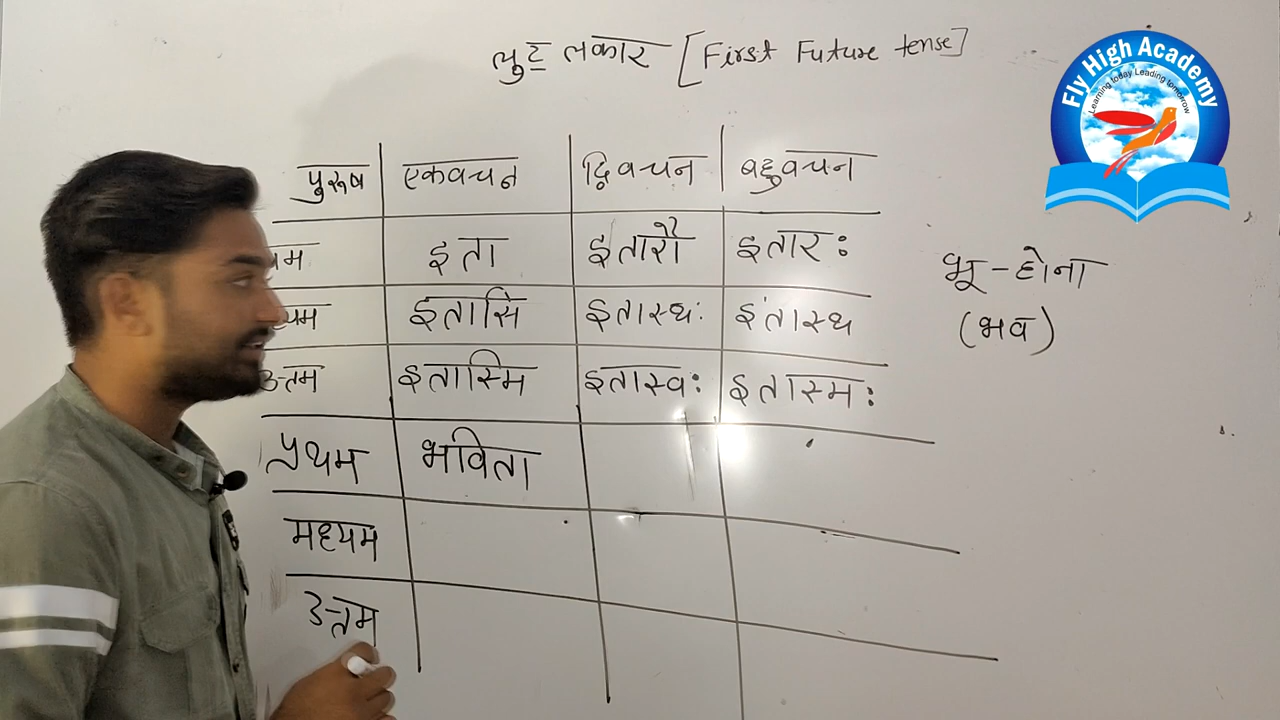 लुट् लकार [First Future tense]
Fly High Academy
Learning today Leading tomorrow
पुरूष एकवचन द्विवचन बहुवचन
इता इतारौ इतारः
इतासि इतास्थः इतास्थ
उत्तम इतास्मि इतास्वः इतास्मः
प्रथम भविता
मध्यम
उत्तम
भू-होना
(भव)